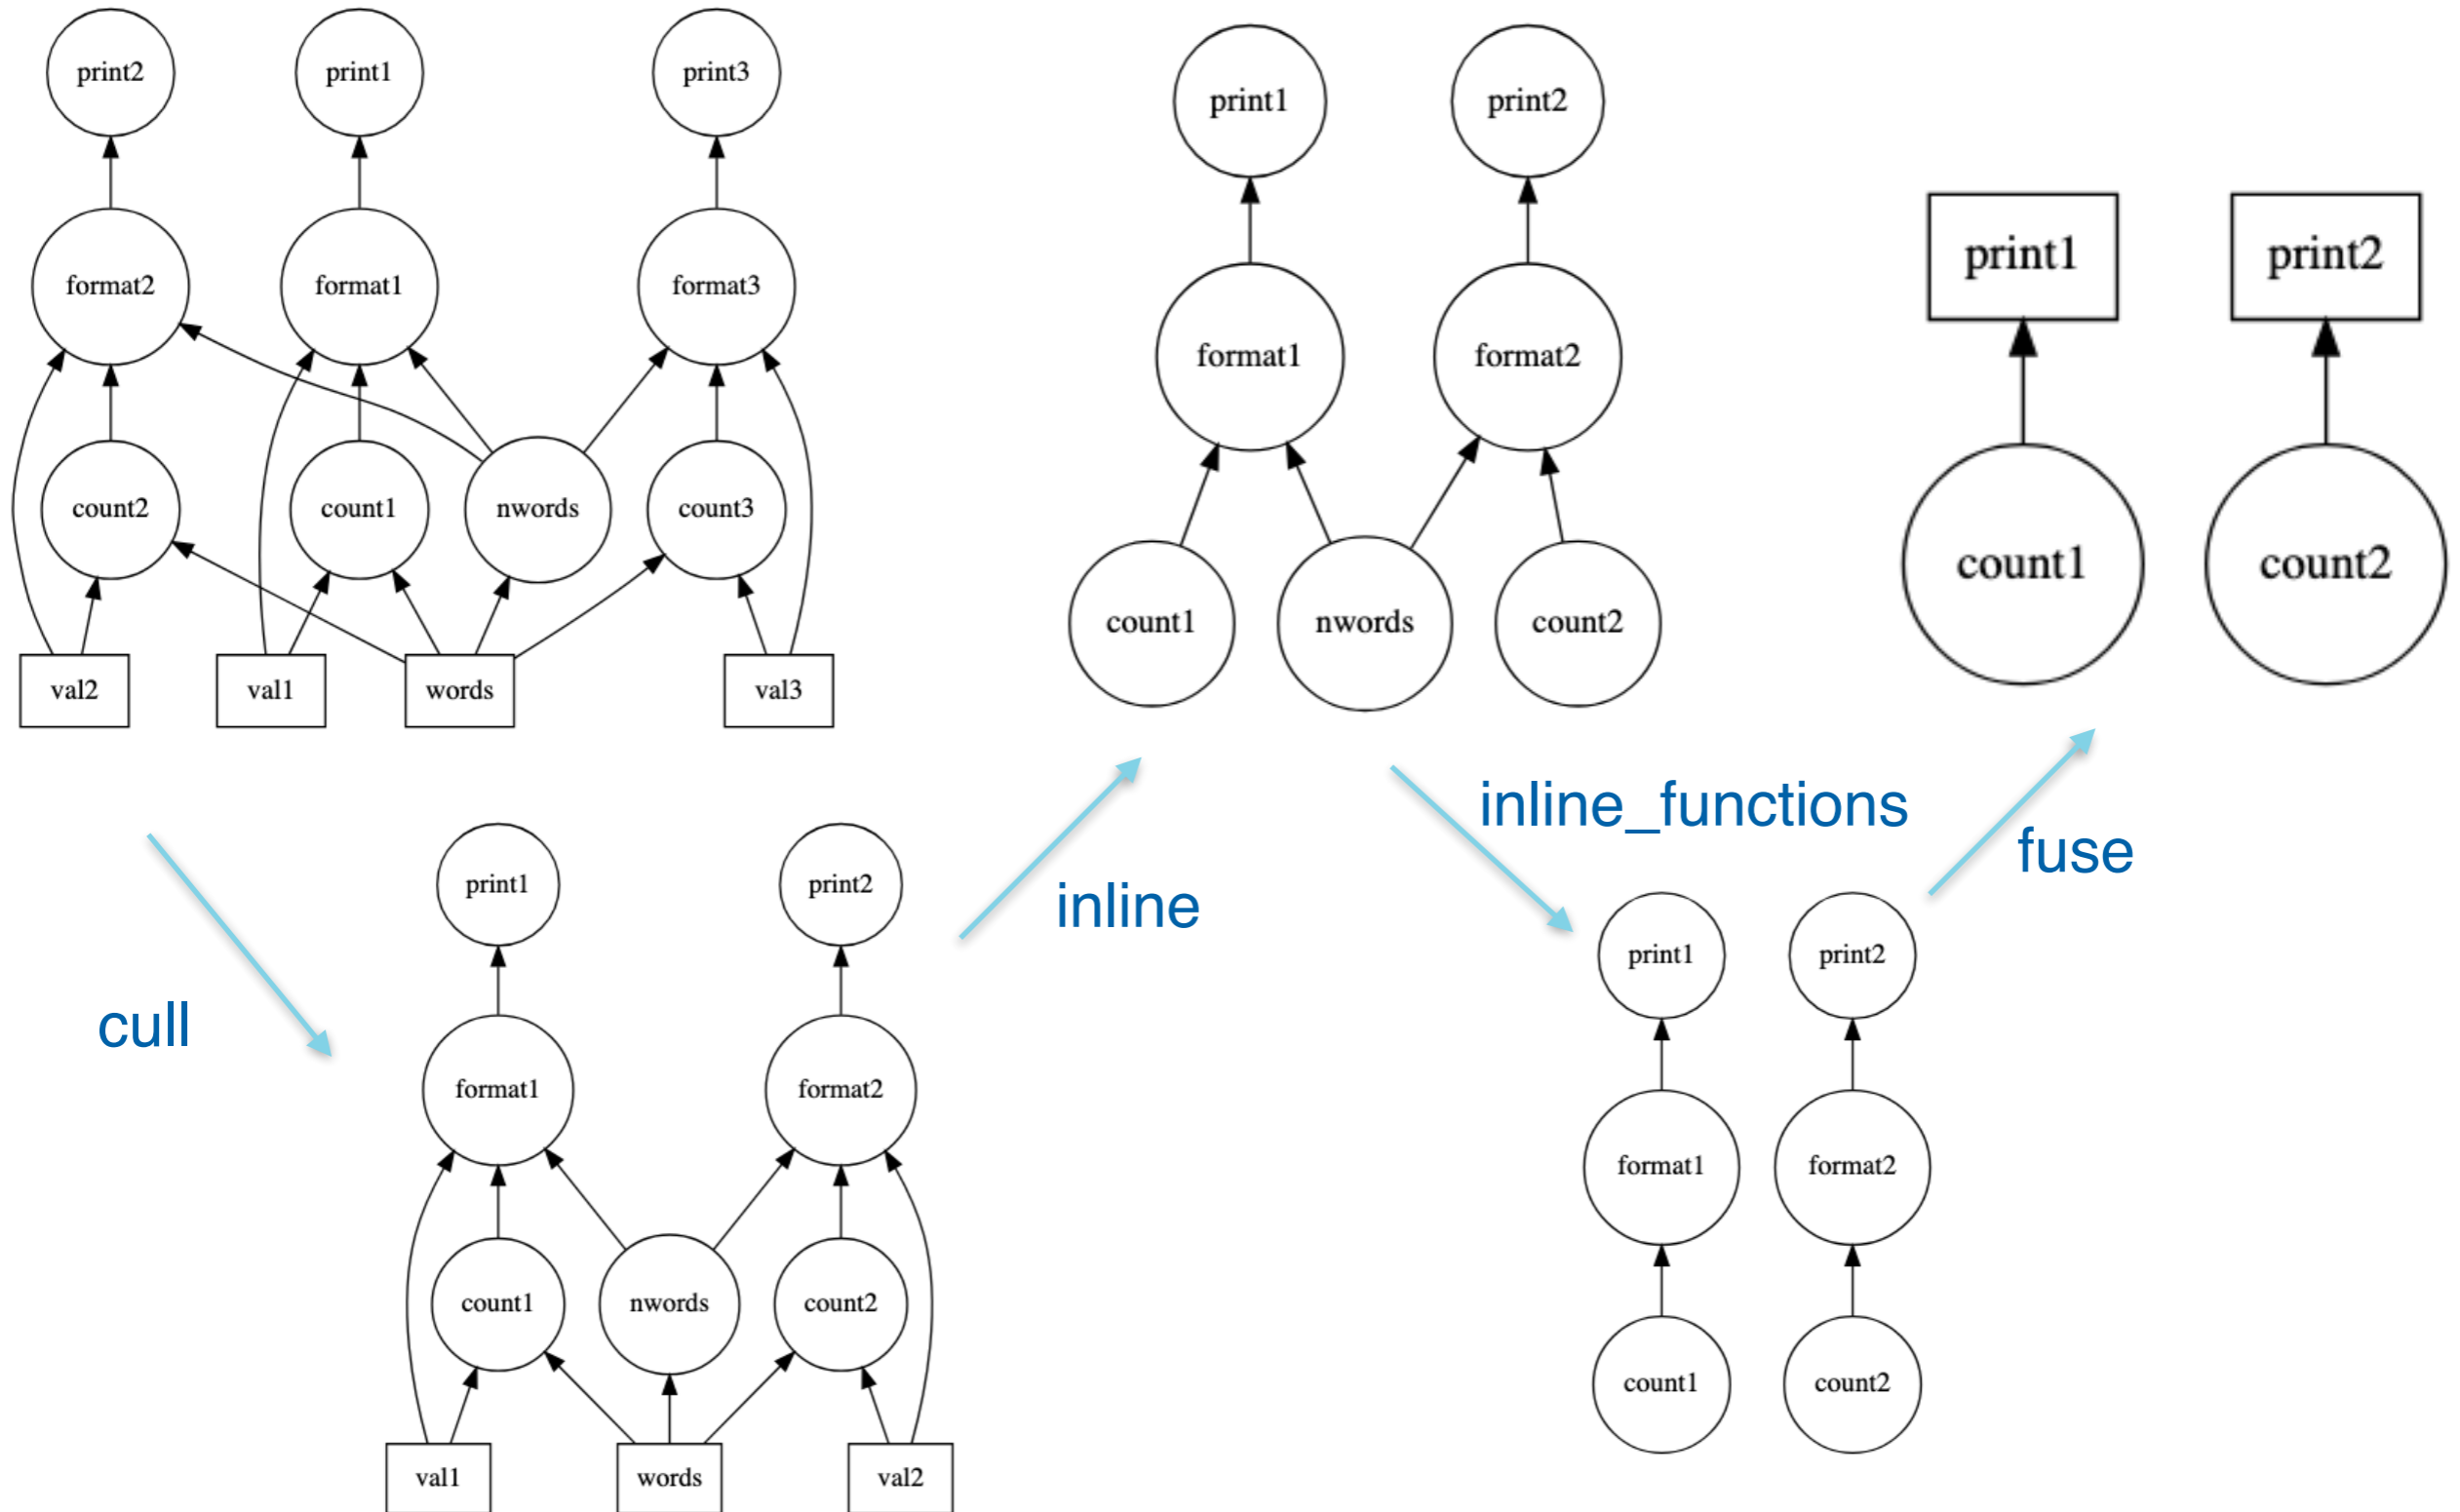 print2
print1
print3
format2
format1
format3
count2
count1
nwords
count3
val2
val1
words
val3
cull
print1
print2
format1
format2
count1
nwords
count2
val1
words
val2
inline
print1
print2
format1
format2
count1
nwords
count2
inline_functions
print1
print2
format1
format2
count1
count2
fuse
print1
print2
count1
count2